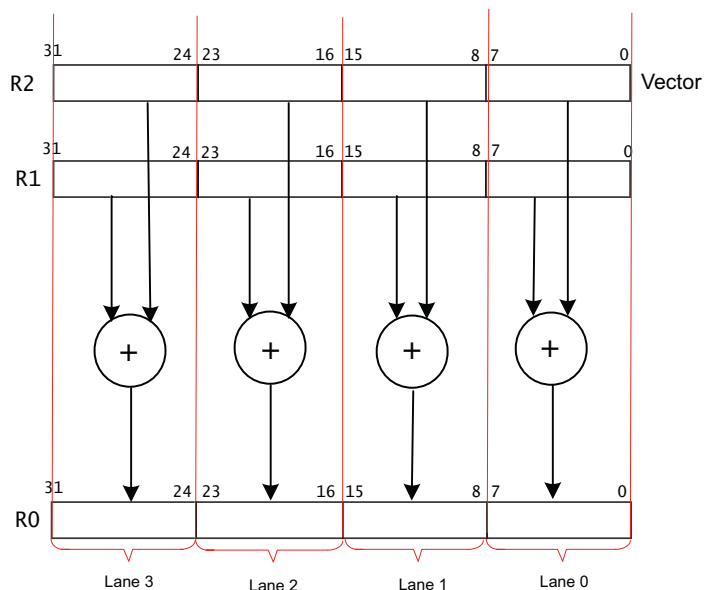 31 24 23 16 15 8 7 0
R2 Vector
31 24 23 16 15 8 7 0
R1
+ + + +
31 24 23 16 15 8 7 0
R0
Lane 3 Lane 2 Lane 1 Lane 0